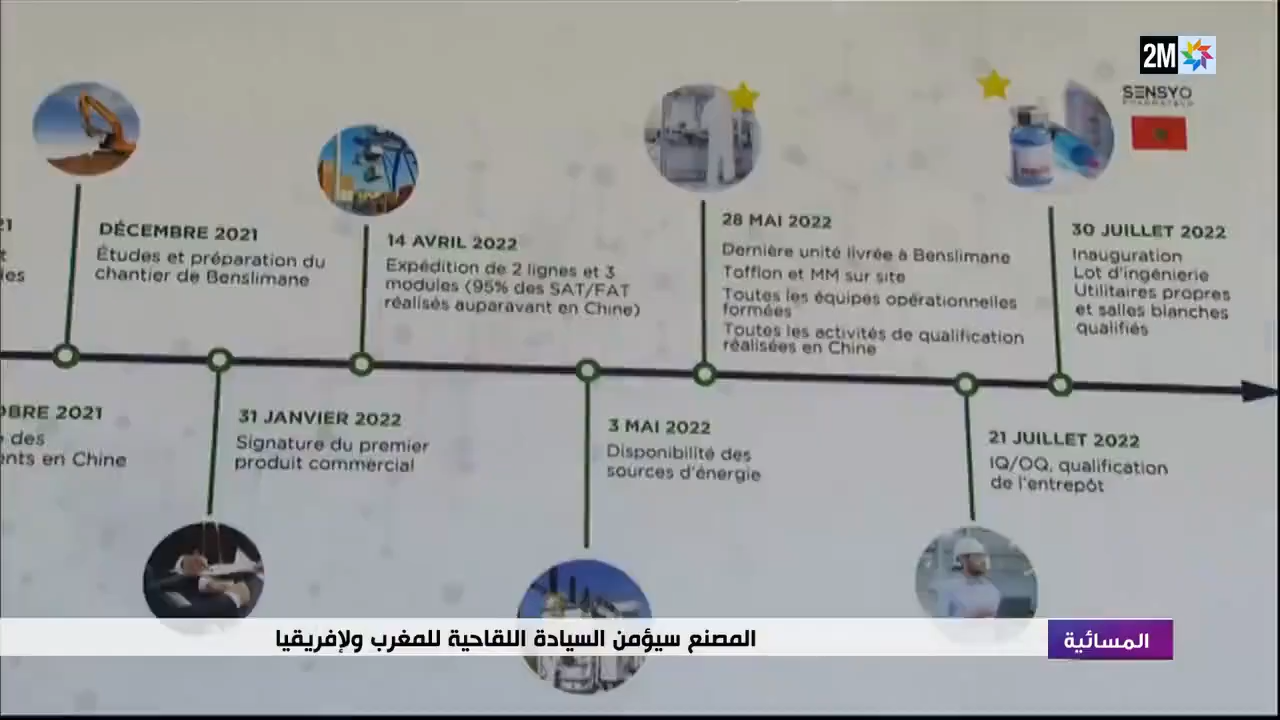 2M
SENSYO
PHARMATECH
DÉCEMBRE 2021
Études et préparation du
chantier de Benslimane
14 AVRIL 2022
Expédition de 2 lignes et 3
modules (95% des SAT/FAT
réalisés auparavant en Chine)
28 MAI 2022
Dernière unité livrée à Benslimane
Tofflon et MM sur site
Toutes les équipes opérationnelles
formées
Toutes les activités de qualification
réalisées en Chine
30 JUILLET 2022
Inauguration
Lot d'ingénierie
Utilitaires propres
et salles blanches
qualifiés
OBRE 2021
des
ents en Chine
31 JANVIER 2022
Signature du premier
produit commercial
3 MAI 2022
Disponibilité des
sources d'énergie
21 JUILLET 2022
IQ/OQ, qualification
de l'entrepôt
المسائية
المصنع سيؤمن السيادة اللقاحية للمغرب ولإفريقيا